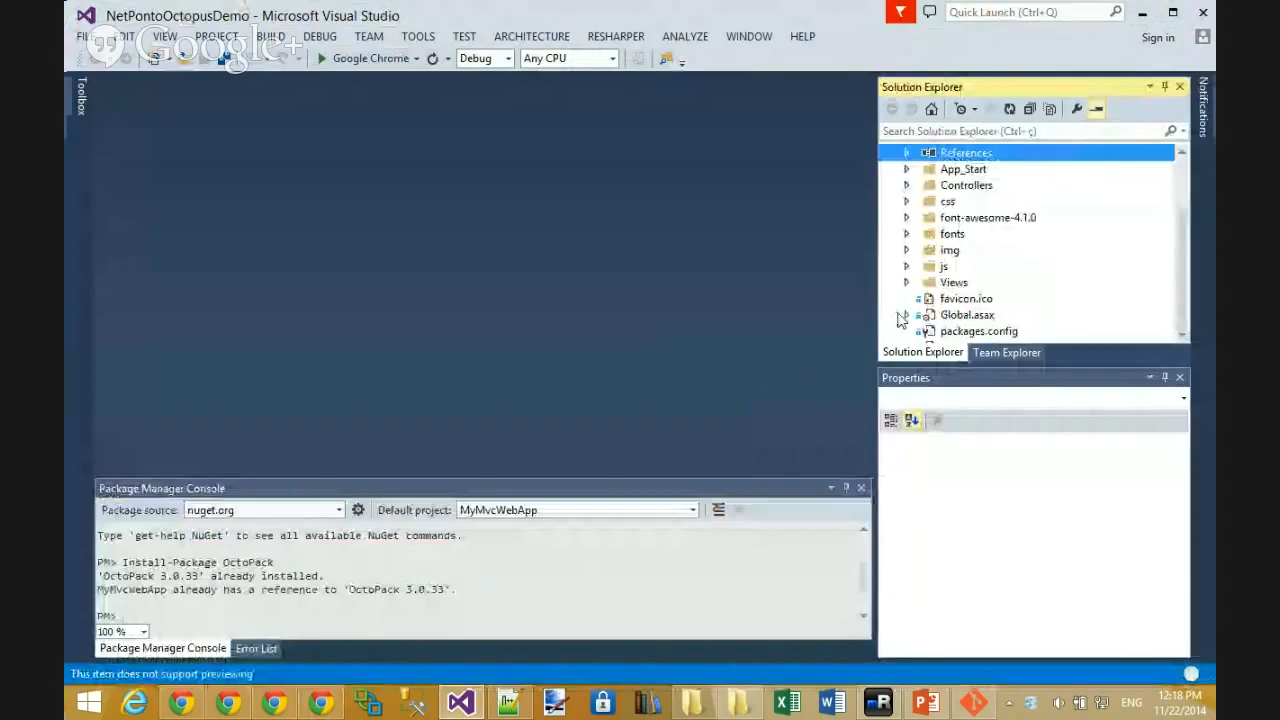 NetPontoOctopusDemo - Microsoft Visual Studio
Quick Launch (Ctrl+Q)
VIEW PROJECT BUILD DEBUG TEAM TOOLS TEST ARCHITECTURE RESHARPER ANALYZE WINDOW HELP
Sign in
Google+
Google Chrome
Debug
Any CPU
Toolbox
Solution Explorer
Notifications
Search Solution Explorer (Ctrl+ç)
References
App_Start
Controllers
css
font-awesome-4.1.0
fonts
img
js
Views
favicon.ico
Global.asax
packages.config
Solution Explorer Team Explorer
Properties
Package Manager Console
Package source: nuget.org Default project: MyMvcWebApp
Type 'get-help NuGet' to see all available NuGet commands.
PM> Install-Package OctoPack
'OctoPack 3.0.33' already installed.
MyMvcWebApp already has a reference to 'OctoPack 3.0.33'.
PM>
100 %
Package Manager Console Error List
This item does not support previewing
ENG
12:18 PM
11/22/2014